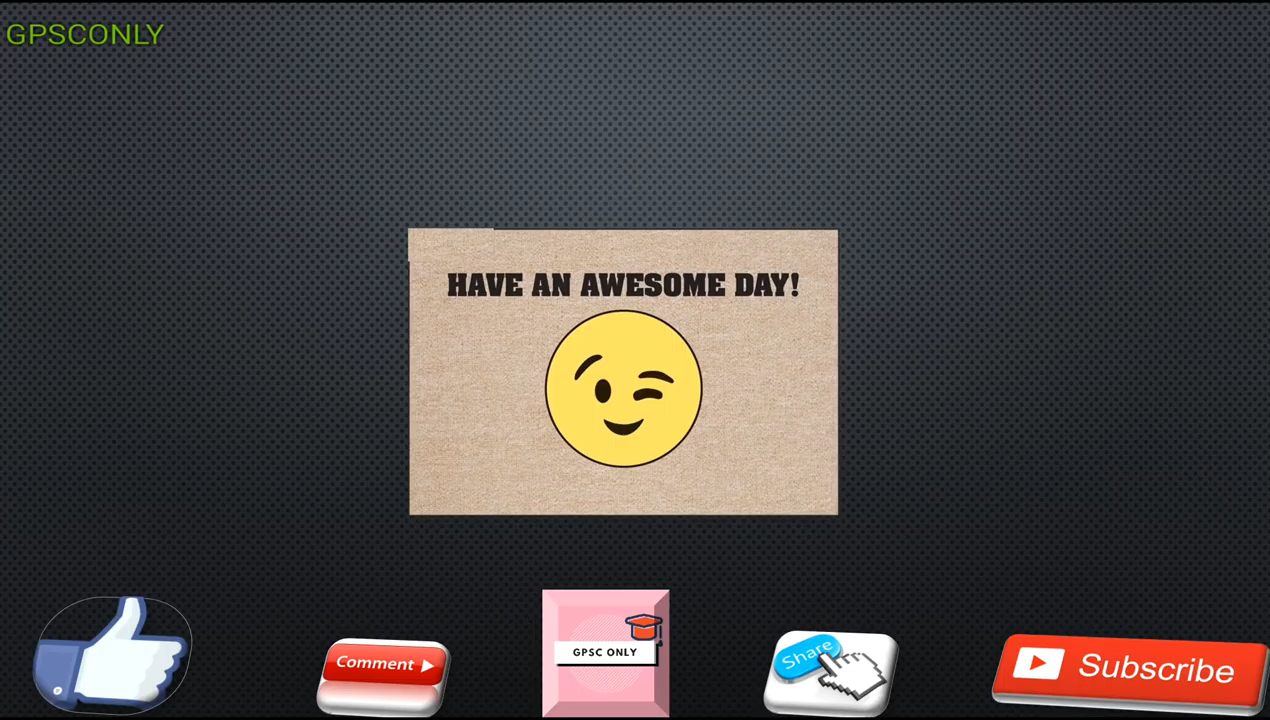 GPSCONLY
HAVE AN AWESOME DAY!
Comment
GPSC ONLY
Share
Subscribe